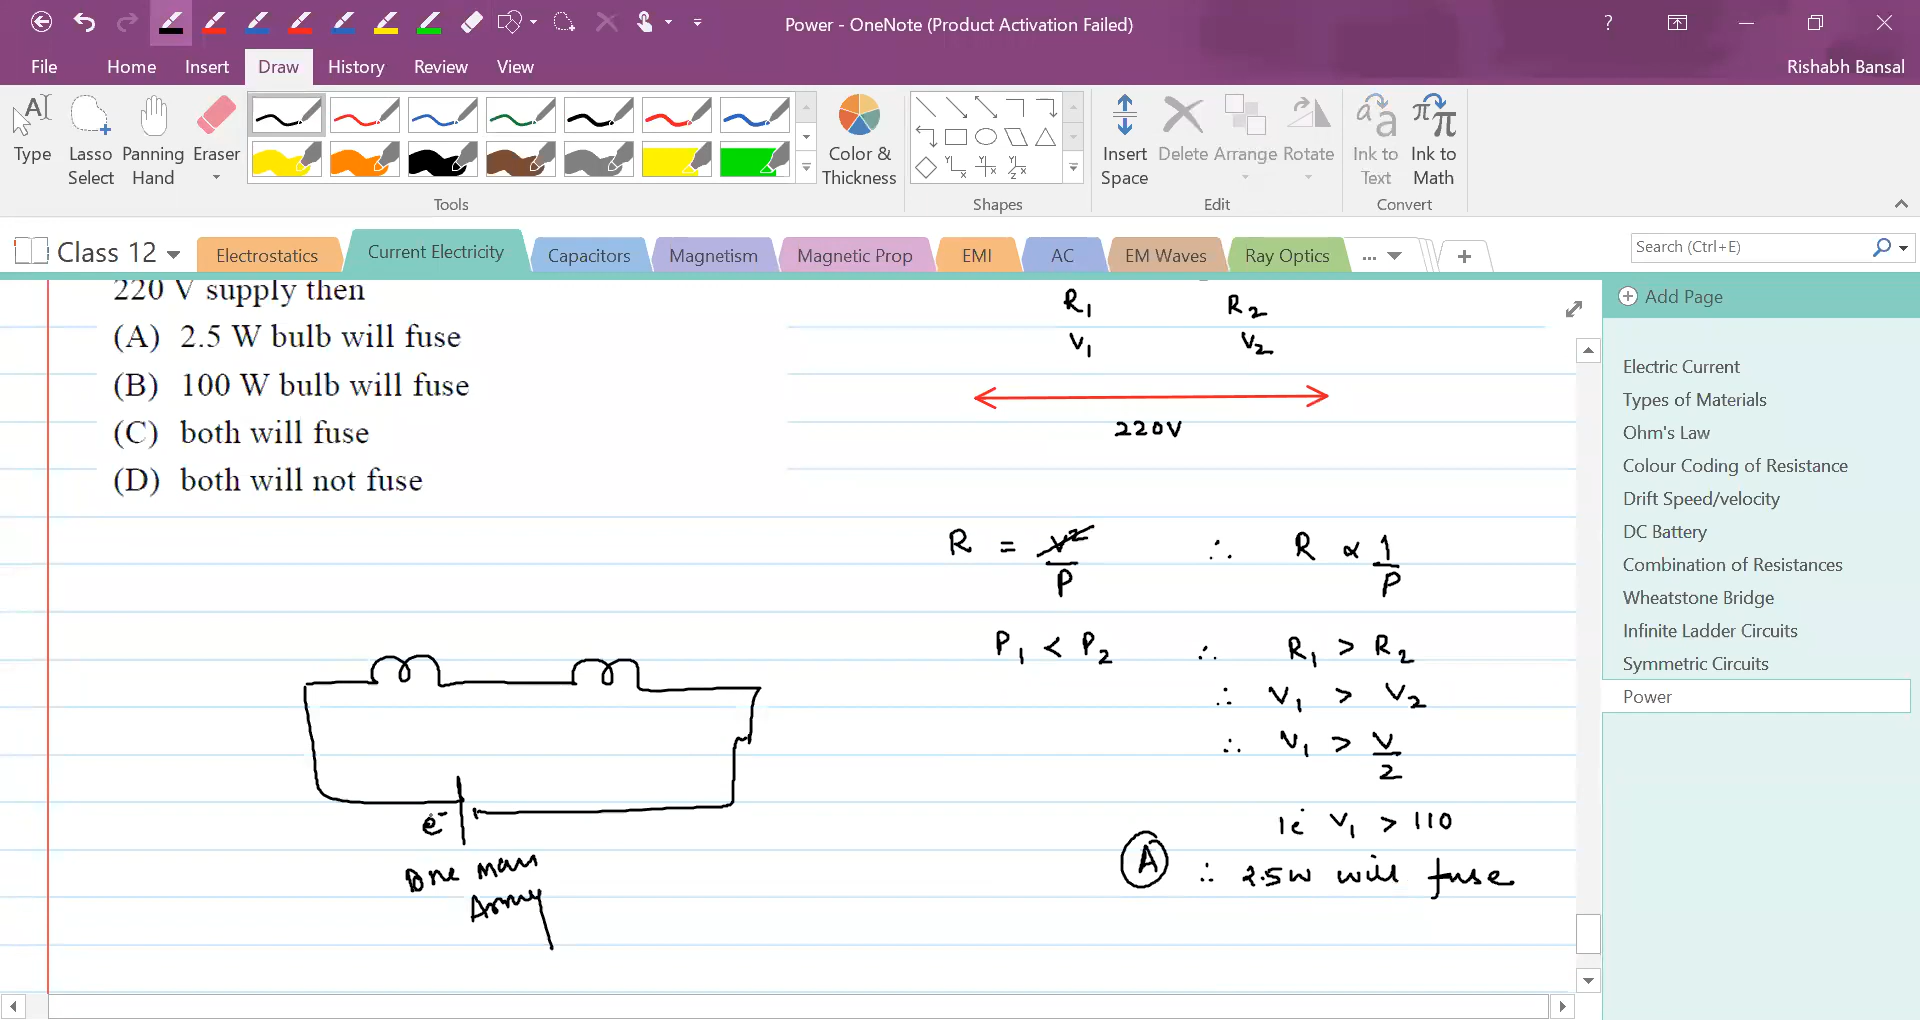 Power - OneNote (Product Activation Failed)
?
File Home Insert Draw History Review View
Rishabh Bansal
Type
Lasso Select
Panning Hand
Eraser
Color & Thickness
Insert Space
Delete
Arrange
Rotate
Ink to Text
Ink to Math
Tools
Shapes
Edit
Convert
Class 12
Electrostatics
Current Electricity
Capacitors
Magnetism
Magnetic Prop
EMI
AC
EM Waves
Ray Optics
...
+
Search (Ctrl+E)
220 V supply then
(A) 2.5 W bulb will fuse
(B) 100 W bulb will fuse
(C) both will fuse
(D) both will not fuse
R1 R2
V1 V2
220V
R = V²/P ∴ R ∝ 1/P
P1 < P2 ∴ R1 > R2
∴ V1 > V2
∴ V1 > V/2
ie V1 > 110
(A) ∴ 2.5W will fuse
e⁻
One man
Army
Add Page
Electric Current
Types of Materials
Ohm's Law
Colour Coding of Resistance
Drift Speed/velocity
DC Battery
Combination of Resistances
Wheatstone Bridge
Infinite Ladder Circuits
Symmetric Circuits
Power